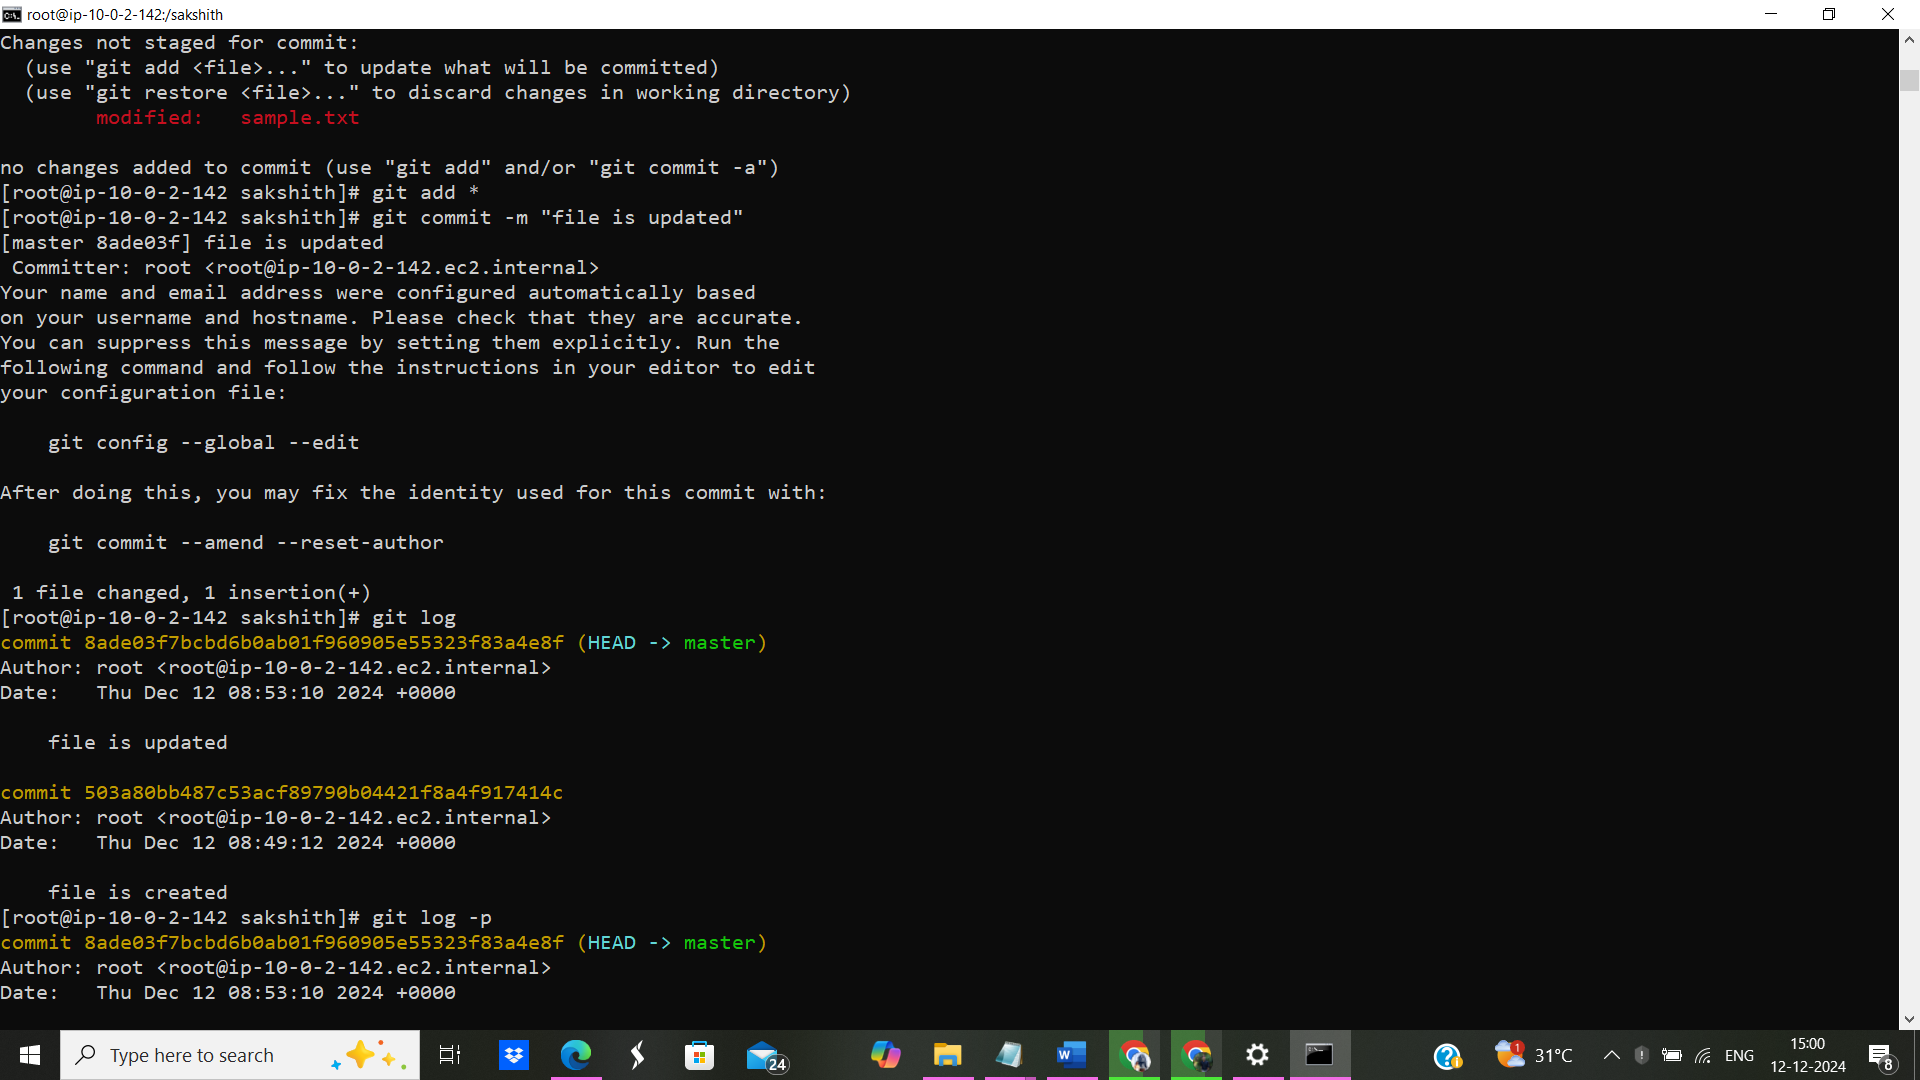 root@ip-10-0-2-142:/sakshith
Changes not staged for commit:
  (use "git add <file>..." to update what will be committed)
  (use "git restore <file>..." to discard changes in working directory)
        modified:   sample.txt

no changes added to commit (use "git add" and/or "git commit -a")
[root@ip-10-0-2-142 sakshith]# git add *
[root@ip-10-0-2-142 sakshith]# git commit -m "file is updated"
[master 8ade03f] file is updated
 Committer: root <root@ip-10-0-2-142.ec2.internal>
Your name and email address were configured automatically based
on your username and hostname. Please check that they are accurate.
You can suppress this message by setting them explicitly. Run the
following command and follow the instructions in your editor to edit
your configuration file:

    git config --global --edit

After doing this, you may fix the identity used for this commit with:

    git commit --amend --reset-author

 1 file changed, 1 insertion(+)
[root@ip-10-0-2-142 sakshith]# git log
commit 8ade03f7bcbd6b0ab01f960905e55323f83a4e8f (HEAD -> master)
Author: root <root@ip-10-0-2-142.ec2.internal>
Date:   Thu Dec 12 08:53:10 2024 +0000

    file is updated

commit 503a80bb487c53acf89790b04421f8a4f917414c
Author: root <root@ip-10-0-2-142.ec2.internal>
Date:   Thu Dec 12 08:49:12 2024 +0000

    file is created
[root@ip-10-0-2-142 sakshith]# git log -p
commit 8ade03f7bcbd6b0ab01f960905e55323f83a4e8f (HEAD -> master)
Author: root <root@ip-10-0-2-142.ec2.internal>
Date:   Thu Dec 12 08:53:10 2024 +0000
Type here to search
24
1
31°C
ENG
15:00
12-12-2024
8